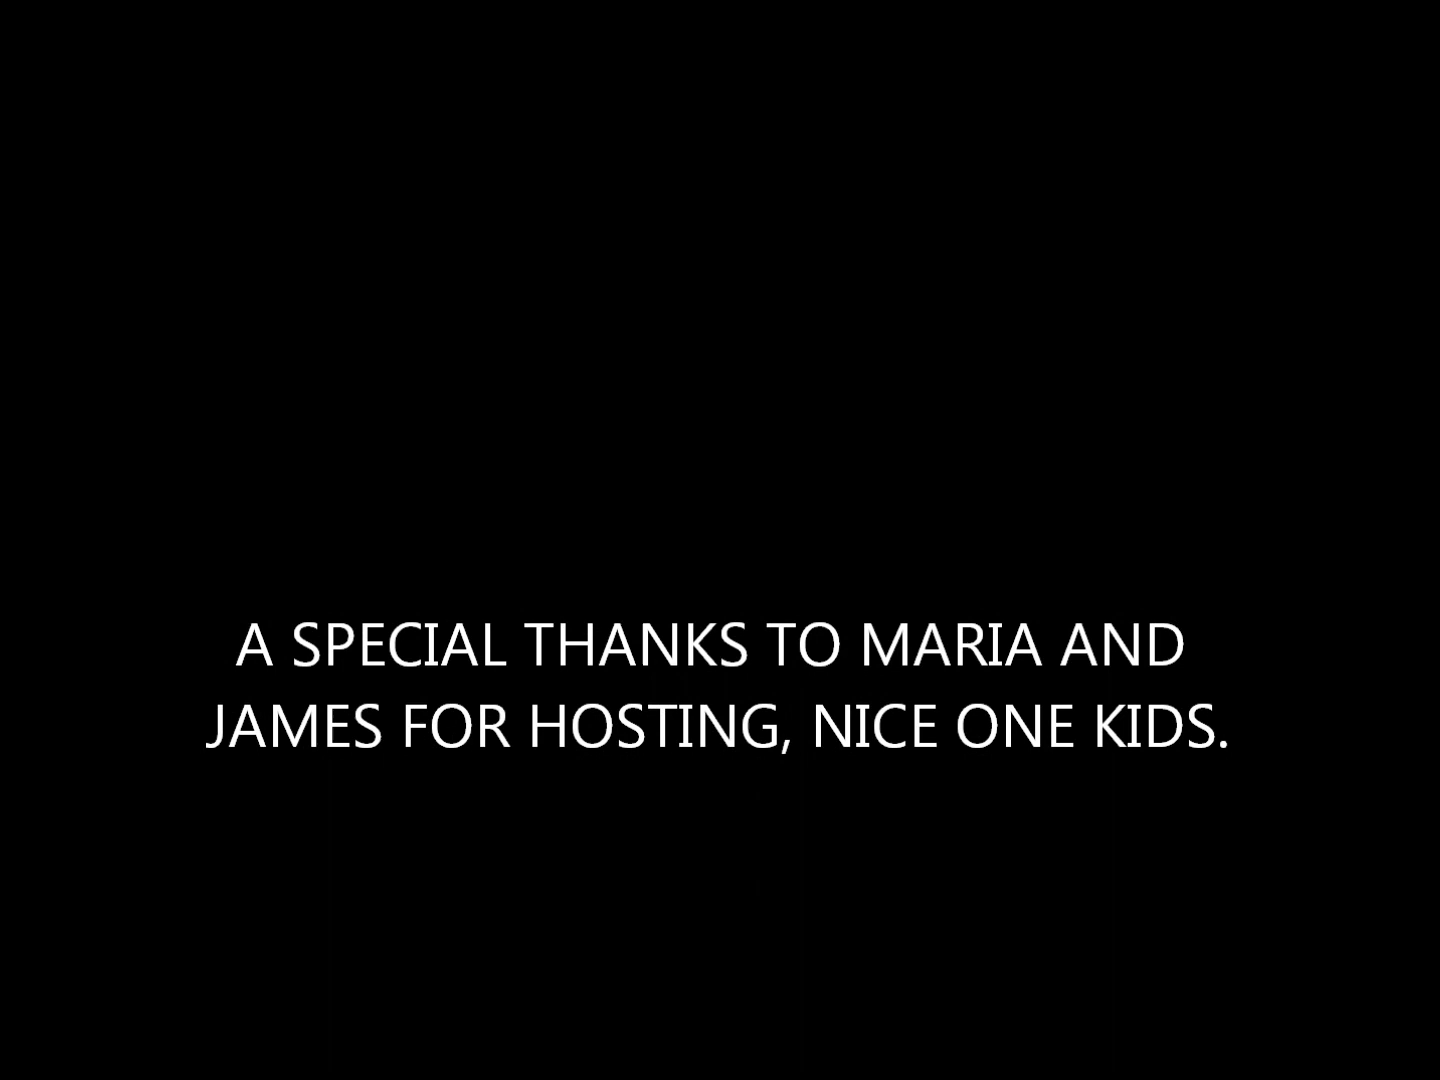 A SPECIAL THANKS TO MARIA AND
JAMES FOR HOSTING, NICE ONE KIDS.